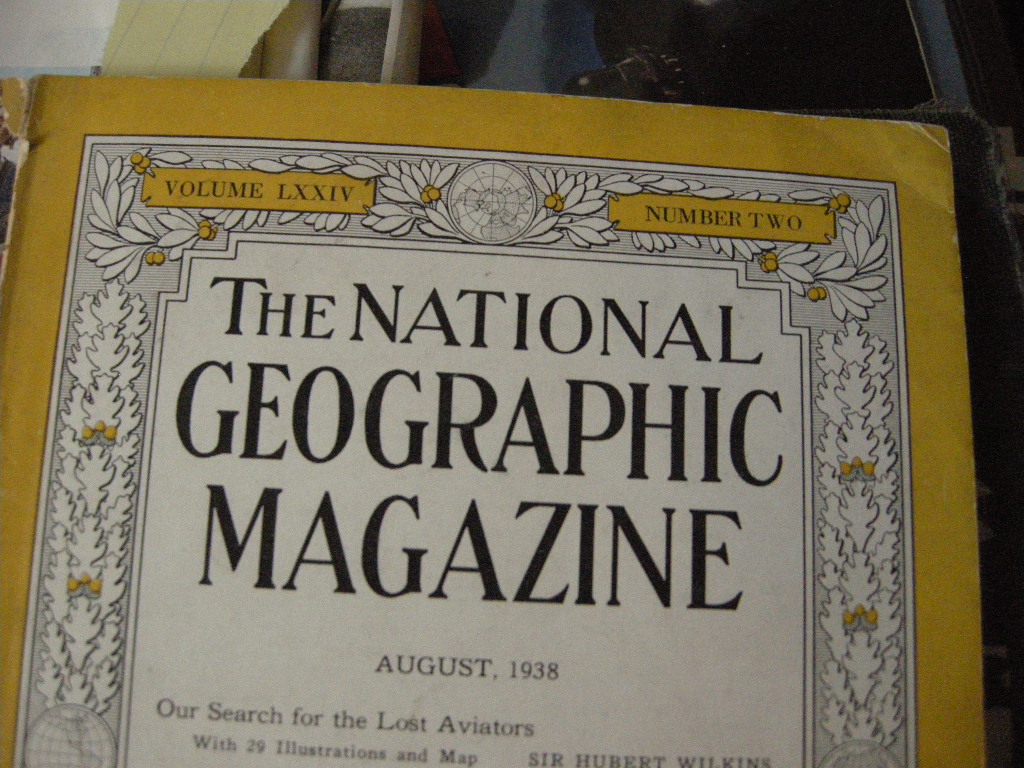 VOLUME LXXIV
NUMBER TWO
THE NATIONAL
GEOGRAPHIC
MAGAZINE
AUGUST, 1938
Our Search for the Lost Aviators
With 29 Illustrations and Map SIR HUBERT WILKINS